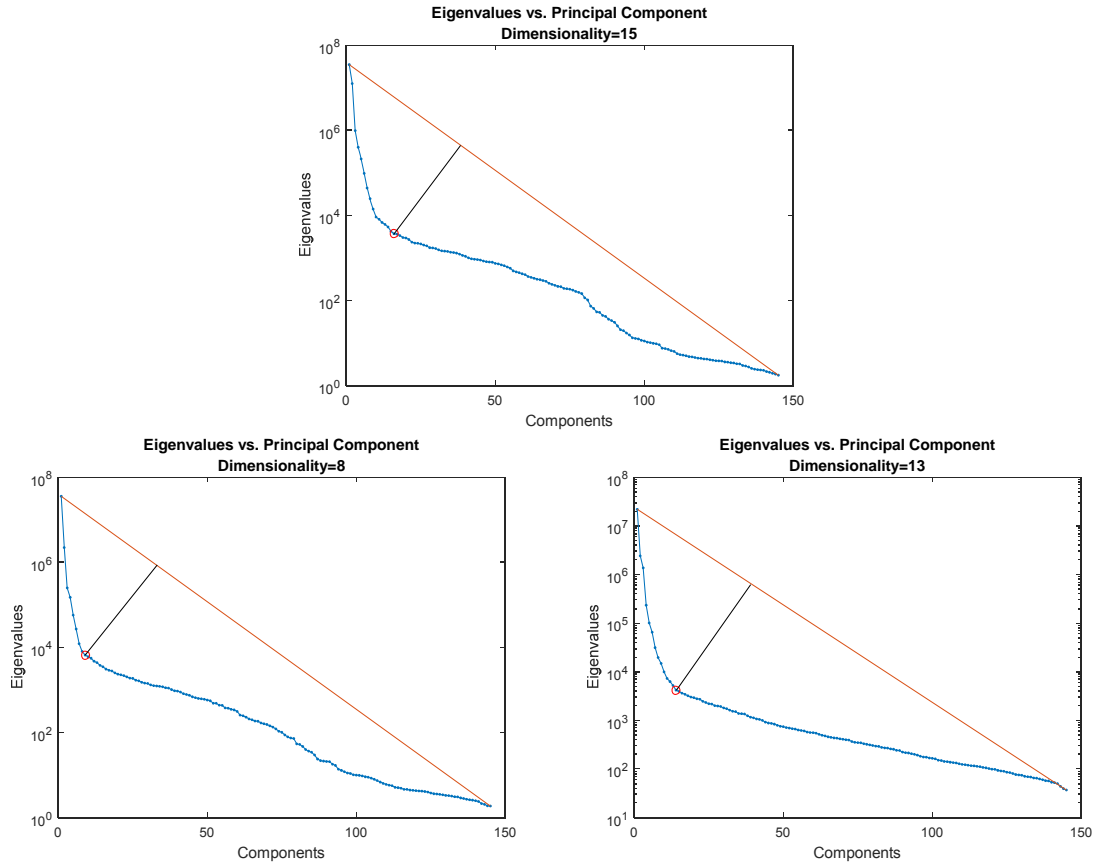 Eigenvalues vs. Principal Component
Dimensionality=15
10^8
10^6
10^4
10^2
10^0
Eigenvalues
0 50 100 150
Components
Eigenvalues vs. Principal Component
Dimensionality=8
10^8
10^6
10^4
10^2
10^0
Eigenvalues
0 50 100 150
Components
Eigenvalues vs. Principal Component
Dimensionality=13
10^8
10^7
10^6
10^5
10^4
10^3
10^2
10^1
Eigenvalues
0 50 100 150
Components